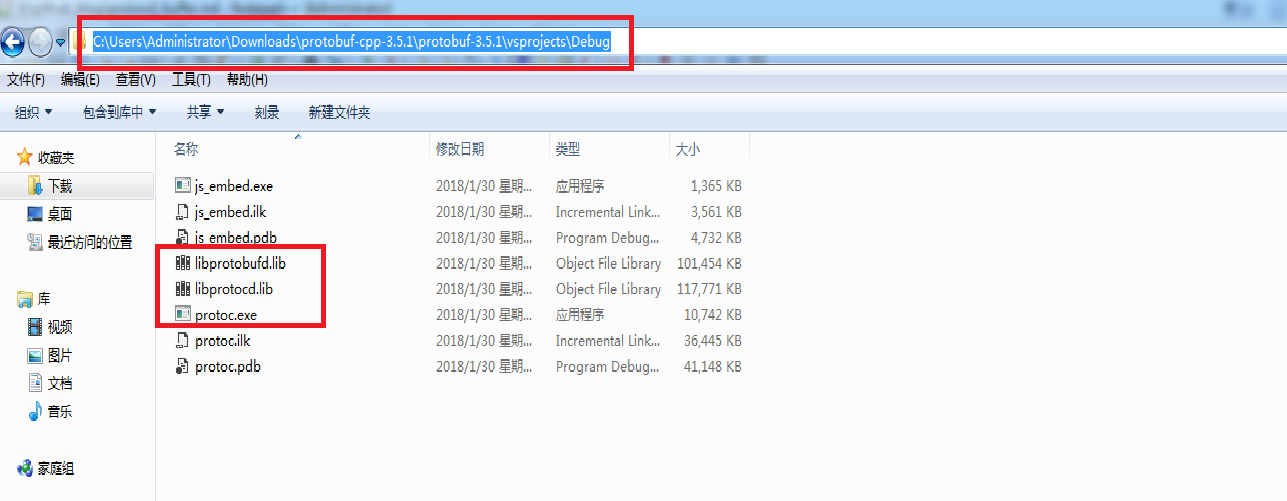 C:\Users\Administrator\Downloads\protobuf-cpp-3.5.1\protobuf-3.5.1\vsprojects\Debug
文件(F) 编辑(E) 查看(V) 工具(T) 帮助(H)
组织 包含到库中 共享 刻录 新建文件夹
收藏夹
下载
桌面
最近访问的位置
库
视频
图片
文档
音乐
家庭组
名称 修改日期 类型 大小
js_embed.exe 2018/1/30 星期... 应用程序 1,365 KB
js_embed.ilk 2018/1/30 星期... Incremental Link... 3,561 KB
js_embed.pdb 2018/1/30 星期... Program Debug... 4,732 KB
libprotobufd.lib 2018/1/30 星期... Object File Library 101,454 KB
libprotocd.lib 2018/1/30 星期... Object File Library 117,771 KB
protoc.exe 2018/1/30 星期... 应用程序 10,742 KB
protoc.ilk 2018/1/30 星期... Incremental Link... 36,445 KB
protoc.pdb 2018/1/30 星期... Program Debug... 41,148 KB